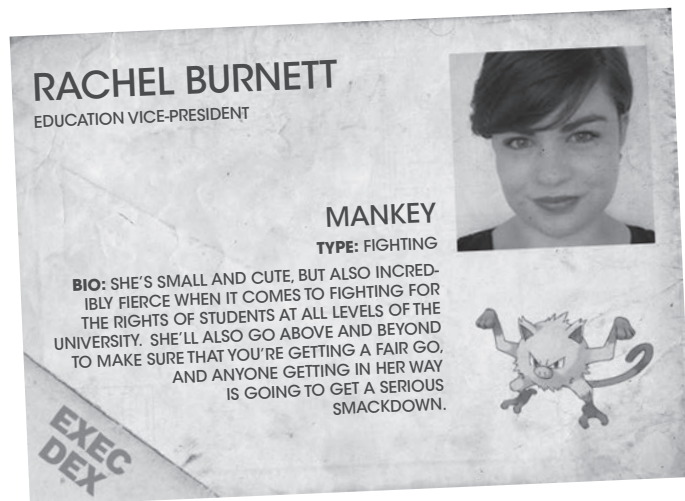 RACHEL BURNETT
EDUCATION VICE-PRESIDENT
MANKEY
TYPE: FIGHTING
BIO: SHE'S SMALL AND CUTE, BUT ALSO INCRED-
IBLY FIERCE WHEN IT COMES TO FIGHTING FOR
THE RIGHTS OF STUDENTS AT ALL LEVELS OF THE
UNIVERSITY. SHE'LL ALSO GO ABOVE AND BEYOND
TO MAKE SURE THAT YOU'RE GETTING A FAIR GO,
AND ANYONE GETTING IN HER WAY
IS GOING TO GET A SERIOUS
SMACKDOWN.
EXEC
DEX